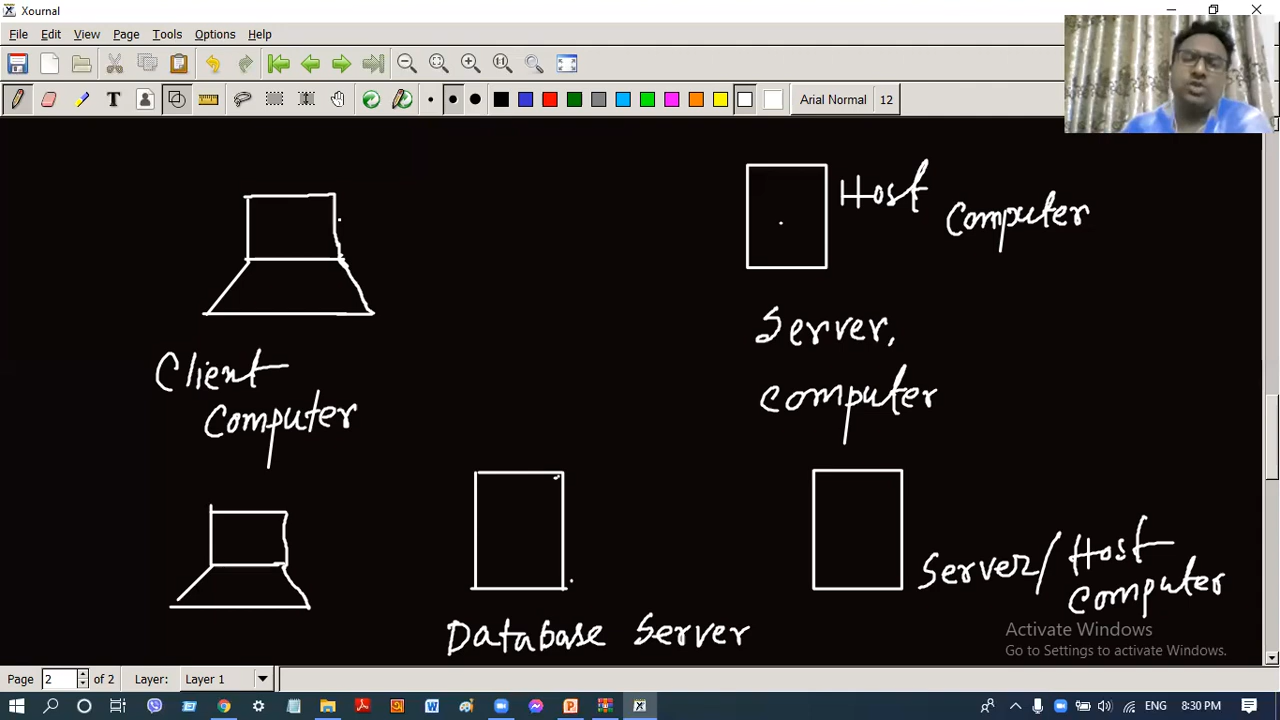 Xournal
File Edit View Page Tools Options Help
T Arial Normal 12
Host
Computer
Server,
computer
Client
Computer
Server/Host
computer
Database Server
Activate Windows
Go to Settings to activate Windows.
Page 2 of 2 Layer: Layer 1
ENG 8:30 PM